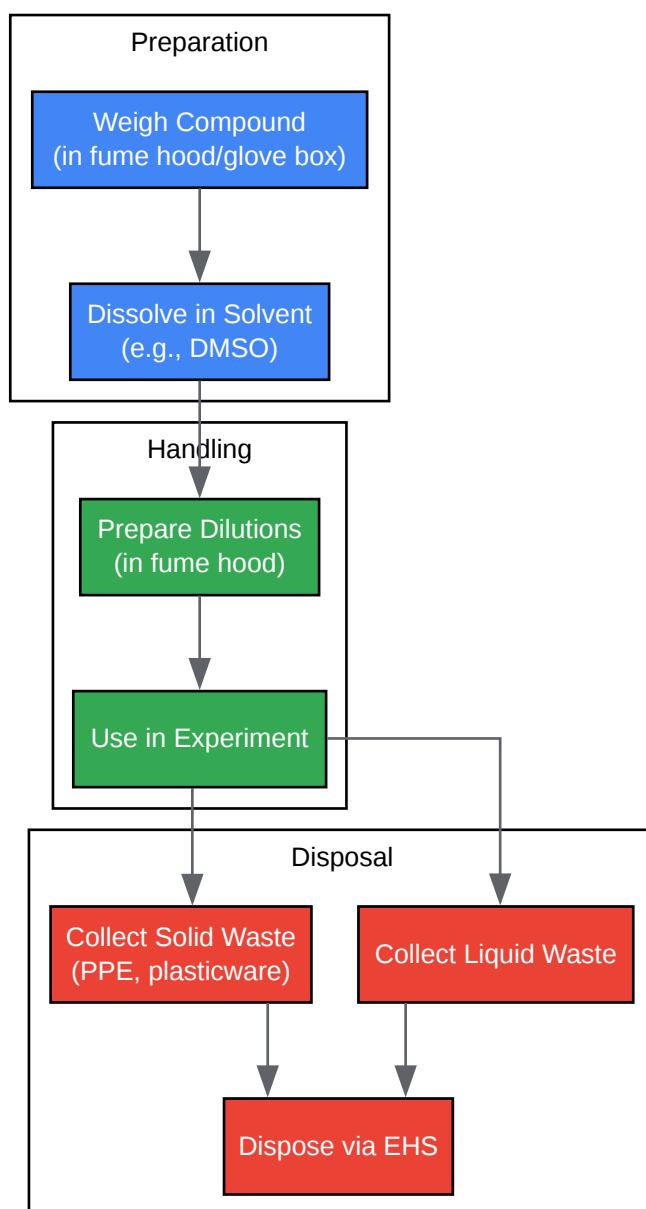 Preparation
Weigh Compound
(in fume hood/glove box)
Dissolve in Solvent
(e.g., DMSO)
Handling
Prepare Dilutions
(in fume hood)
Use in Experiment
Disposal
Collect Solid Waste
(PPE, plasticware)
Collect Liquid Waste
Dispose via EHS